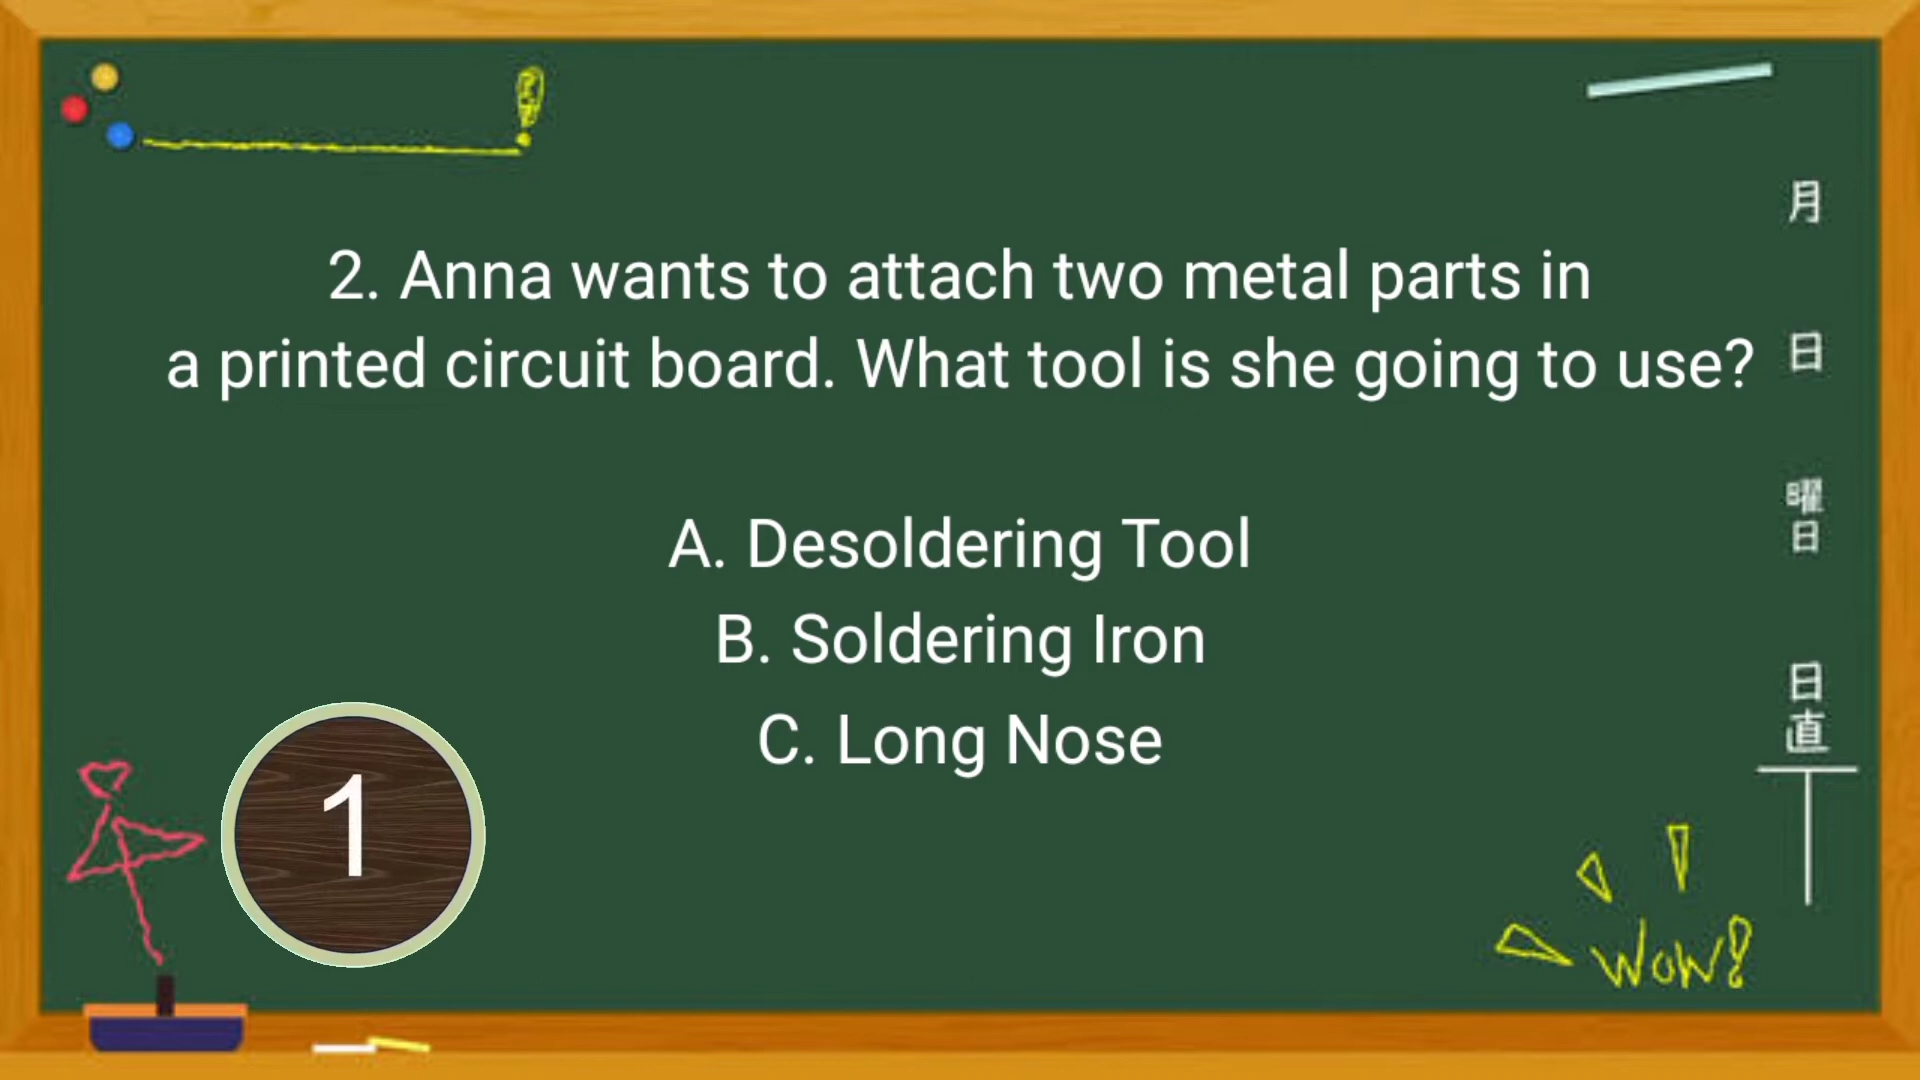 2. Anna wants to attach two metal parts in
a printed circuit board. What tool is she going to use?
A. Desoldering Tool
B. Soldering Iron
C. Long Nose
1
月
日
曜
日
日
直
WOW!